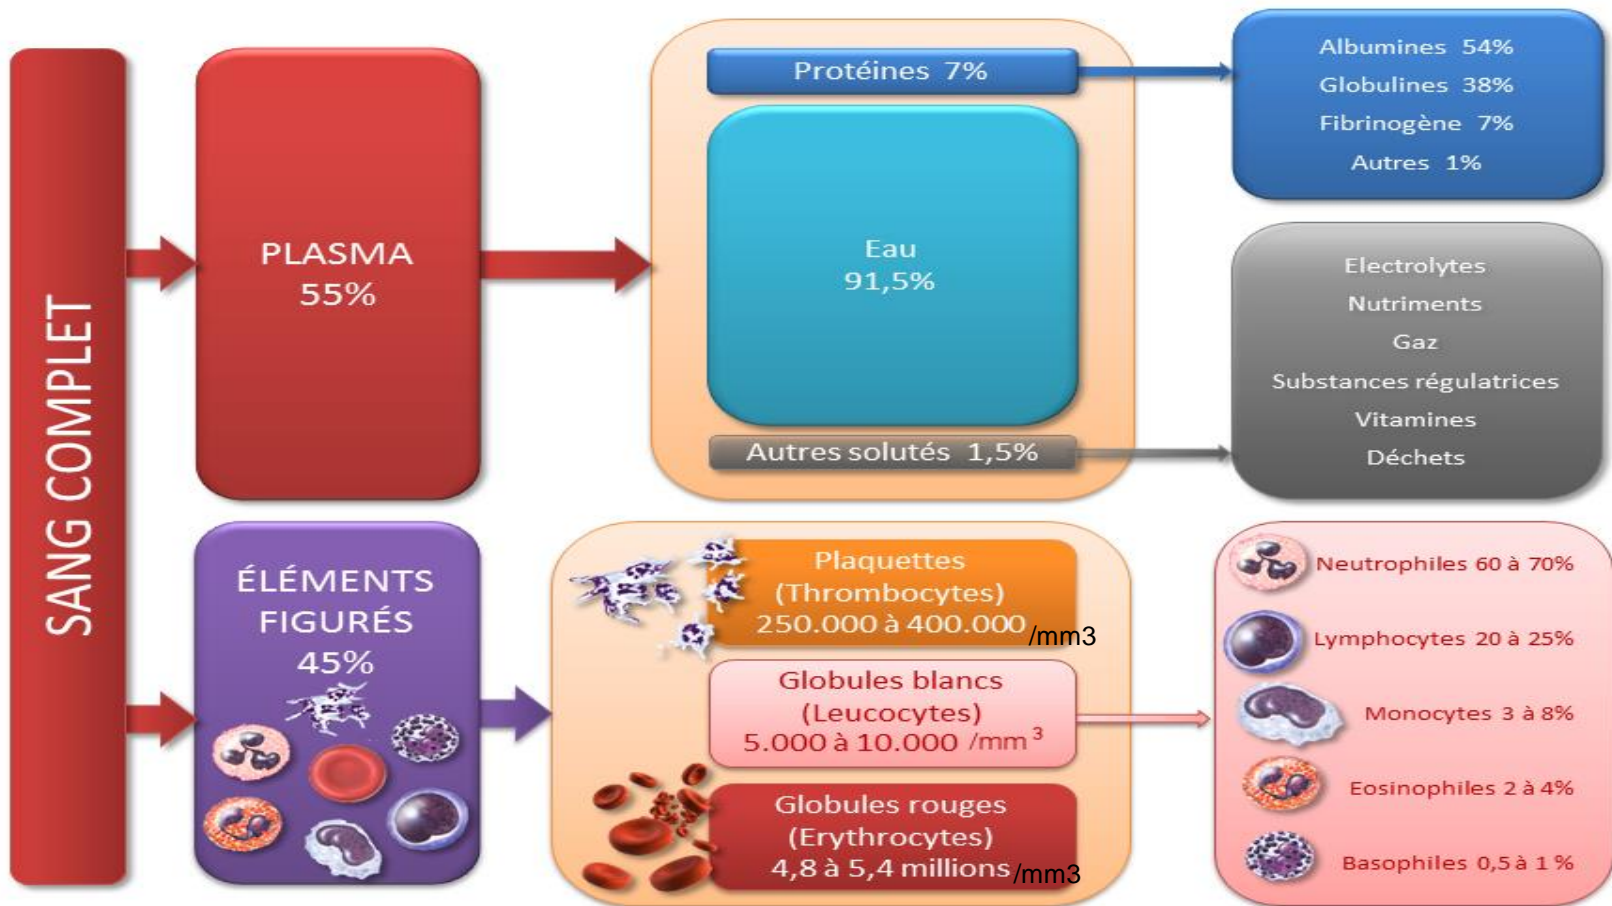 SANG COMPLET
PLASMA
55%
Protéines 7%
Eau
91,5%
Autres solutés 1,5%
Albumines 54%
Globulines 38%
Fibrinogène 7%
Autres 1%
Electrolytes
Nutriments
Gaz
Substances régulatrices
Vitamines
Déchets
ÉLÉMENTS
FIGURÉS
45%
Plaquettes
(Thrombocytes)
250.000 à 400.000 /mm3
Globules blancs
(Leucocytes)
5.000 à 10.000 /mm³
Globules rouges
(Erythrocytes)
4,8 à 5,4 millions /mm3
Neutrophiles 60 à 70%
Lymphocytes 20 à 25%
Monocytes 3 à 8%
Eosinophiles 2 à 4%
Basophiles 0,5 à 1 %